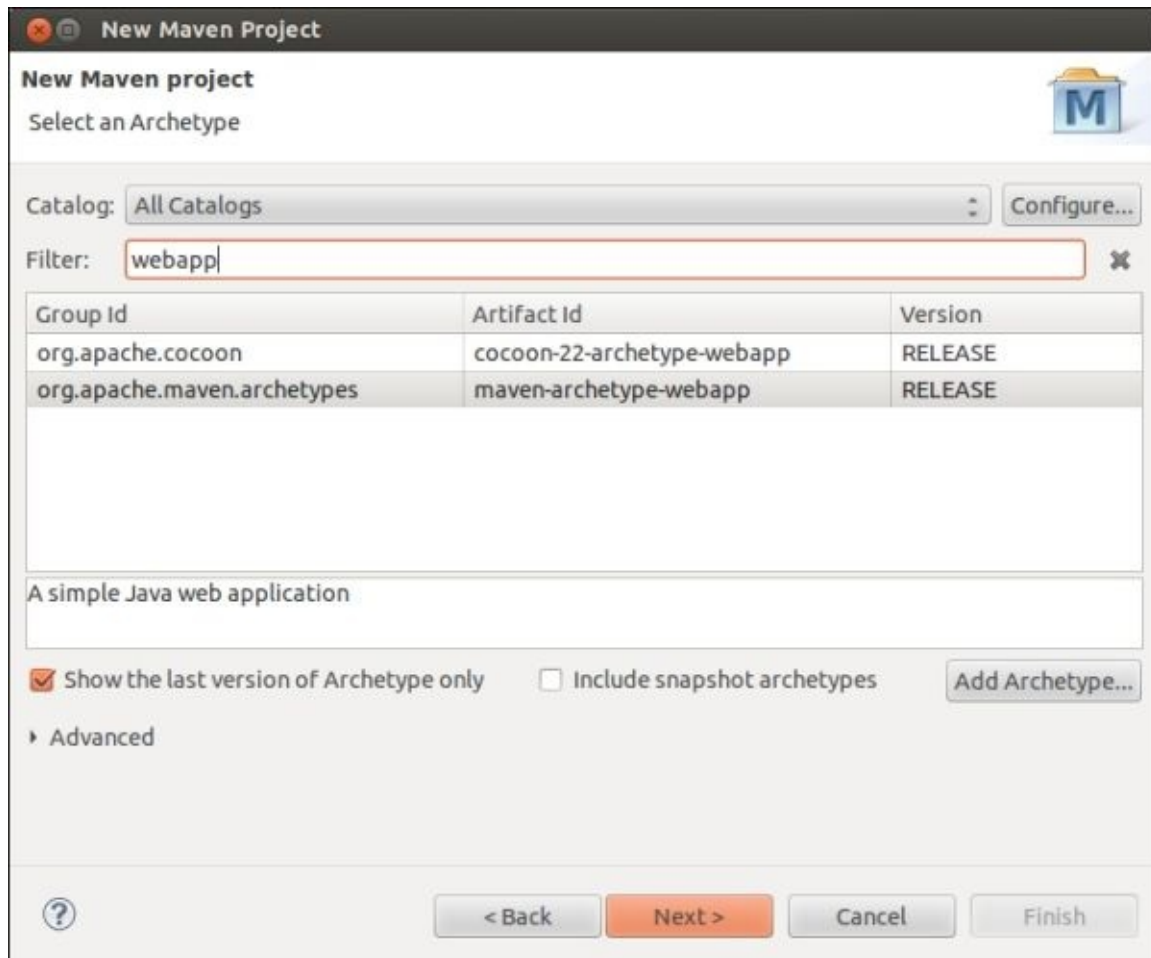 New Maven Project
New Maven project
Select an Archetype
M
Catalog: All Catalogs Configure...
Filter: webapp
Group Id Artifact Id Version
org.apache.cocoon cocoon-22-archetype-webapp RELEASE
org.apache.maven.archetypes maven-archetype-webapp RELEASE
A simple Java web application
Show the last version of Archetype only Include snapshot archetypes Add Archetype...
Advanced
? < Back Next > Cancel Finish